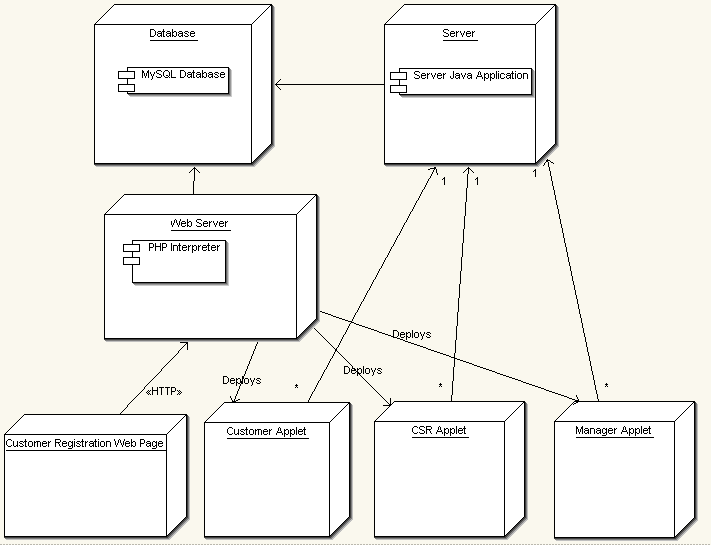 Database
Server
MySQL Database
Server Java Application
1
1
1
Web Server
PHP Interpreter
Deploys
Deploys
Deploys
«HTTP»
*
*
*
Customer Registration Web Page
Customer Applet
CSR Applet
Manager Applet